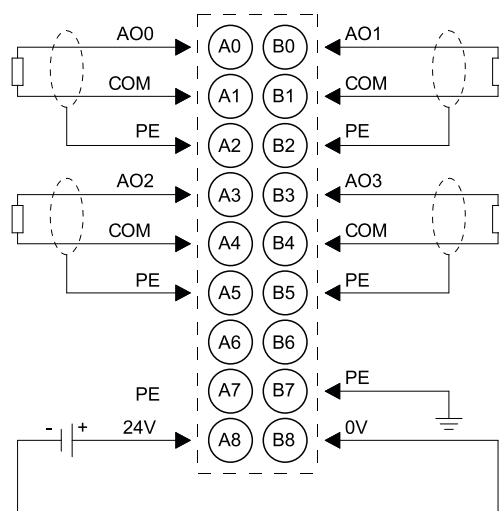 AO0 A0 B0 AO1
COM A1 B1 COM
PE A2 B2 PE
AO2 A3 B3 AO3
COM A4 B4 COM
PE A5 B5 PE
A6 B6
PE A7 B7 PE
- + 24V A8 B8 0V